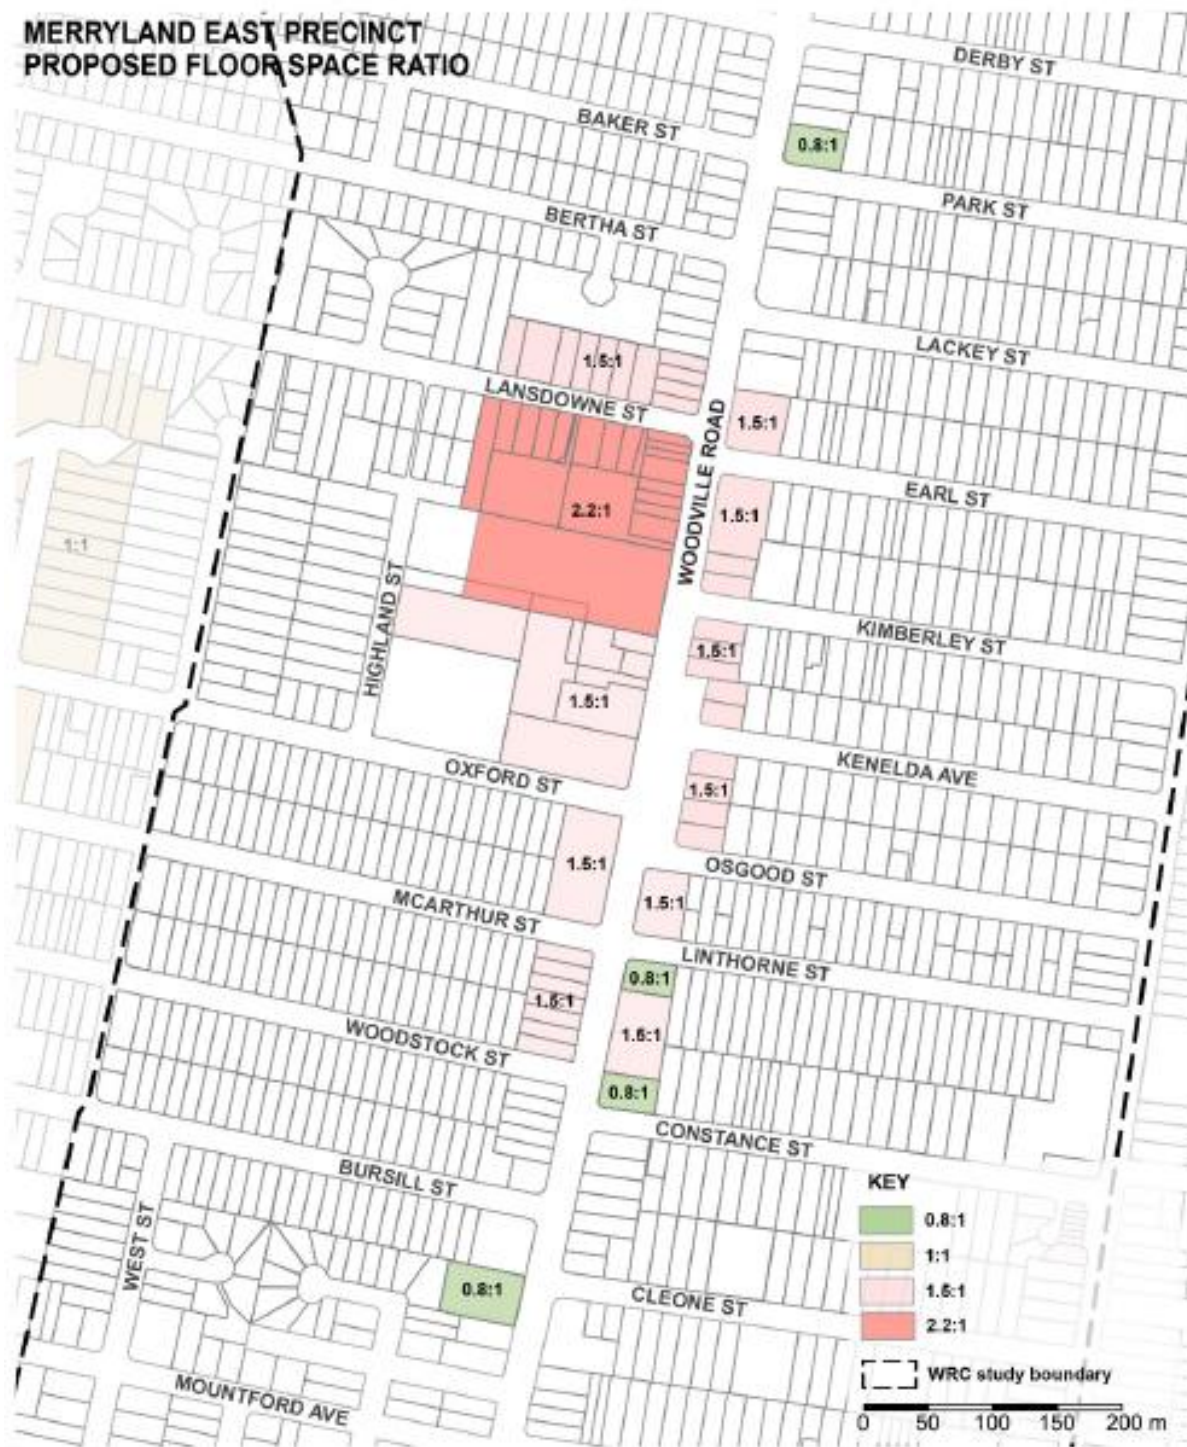 MERRYLAND EAST PRECINCT
PROPOSED FLOOR SPACE RATIO
DERBY ST
BAKER ST
0.8:1
PARK ST
BERTHA ST
LACKEY ST
1.5:1
LANSDOWNE ST
1.5:1
WOODVILLE ROAD
EARL ST
2.2:1
1.5:1
1:1
HIGHLAND ST
KIMBERLEY ST
1.5:1
1.5:1
KENELDA AVE
OXFORD ST
1.5:1
1.5:1
OSGOOD ST
MCARTHUR ST
1.5:1
LINTHORNE ST
0.8:1
1.5:1
WOODSTOCK ST
1.5:1
0.8:1
CONSTANCE ST
BURSILL ST
WEST ST
0.8:1
CLEONE ST
MOUNTFORD AVE
KEY
0.8:1
1:1
1.5:1
2.2:1
WRC study boundary
0 50 100 150 200 m